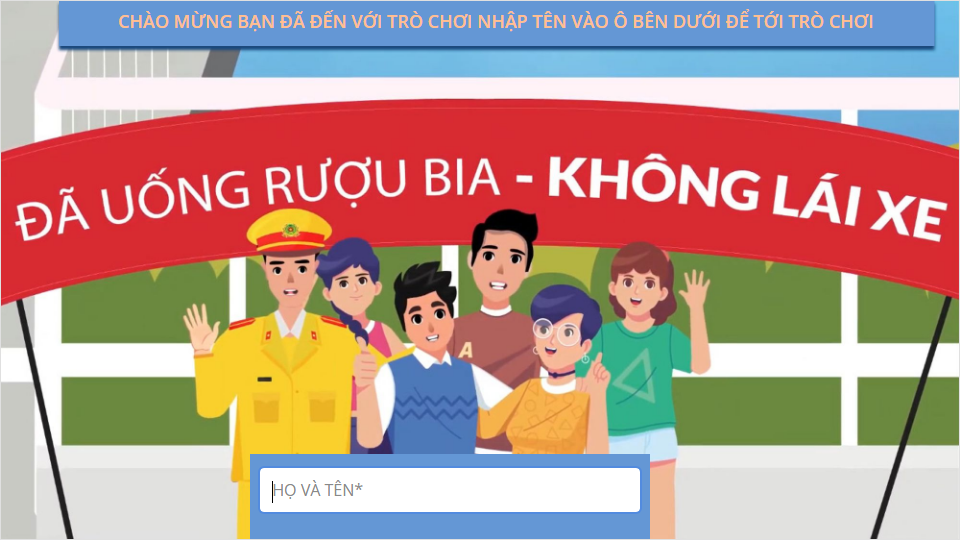 CHÀO MỪNG BẠN ĐÃ ĐẾN VỚI TRÒ CHƠI NHẬP TÊN VÀO Ô BÊN DƯỚI ĐỂ TỚI TRÒ CHƠI
ĐÃ UỐNG RƯỢU BIA - KHÔNG LÁI XE
A
HỌ VÀ TÊN*